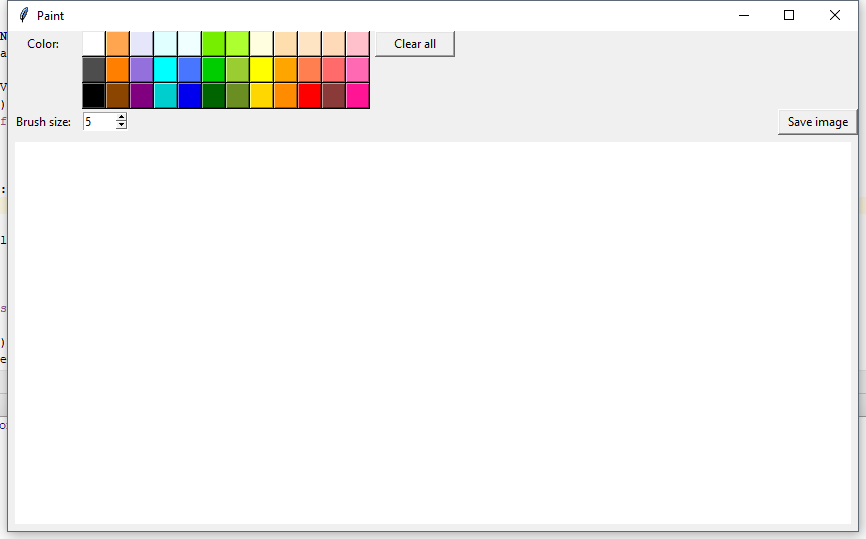 Paint
Color:
Clear all
Brush size: 5
Save image